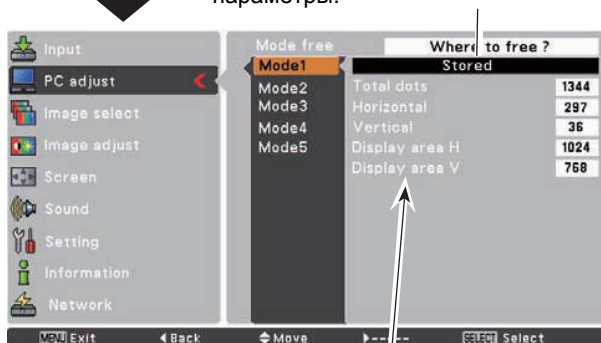 параметры.
Input
PC adjust
Image select
Image adjust
Screen
Sound
Setting
Information
Network
Mode free
Where to free ?
Mode1
Stored
Mode2
Mode3
Mode4
Mode5
Total dots 1344
Horizontal 297
Vertical 36
Display area H 1024
Display area V 768
MENU Exit
Back
Move
-----
SELECT Select